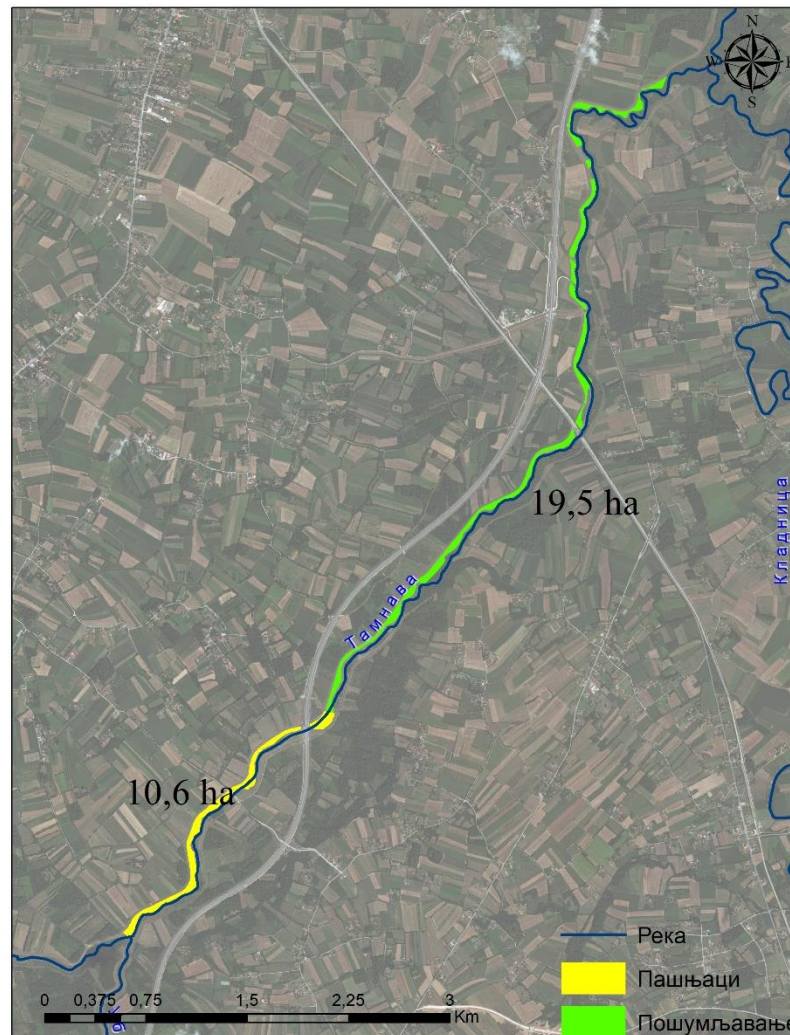 N
W
E
S
19,5 ha
Кладница
Тамнава
10,6 ha
Уб
Река
Пашњаци
Пошумљавање
0 0,375 0,75 1,5 2,25 3
Km